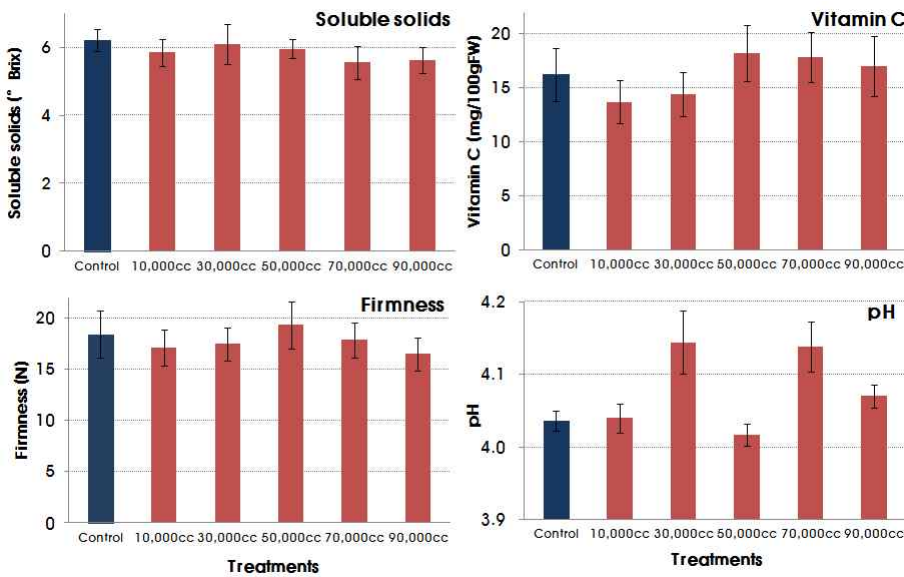 Soluble solids
Soluble solids (° Brix)
8
6
4
2
0
Control 10,000cc 30,000cc 50,000cc 70,000cc 90,000cc
Vitamin C
Vitamin C (mg/100gFW)
20
15
10
5
0
Control 10,000cc 30,000cc 50,000cc 70,000cc 90,000cc
Firmness
Firmness (N)
20
15
10
5
0
Control 10,000cc 30,000cc 50,000cc 70,000cc 90,000cc
Treatments
pH
pH
4.2
4.1
4.0
3.9
Control 10,000cc 30,000cc 50,000cc 70,000cc 90,000cc
Treatments